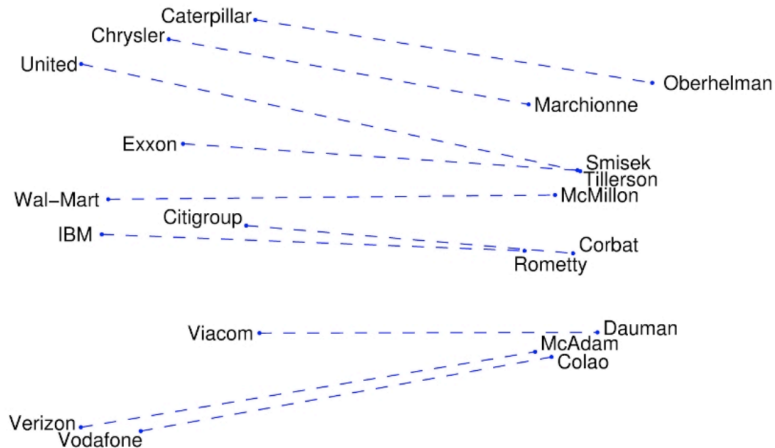 Caterpillar
Chrysler
United
Oberhelman
Marchionne
Exxon
Smisek
Tillerson
Wal-Mart
McMillon
Citigroup
IBM
Corbat
Rometty
Viacom
Dauman
McAdam
Colao
Verizon
Vodafone